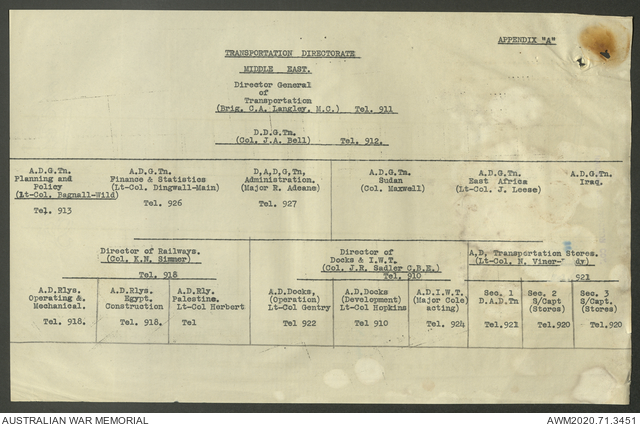 APPENDIX "A"
TRANSPORTATION DIRECTORATE
MIDDLE EAST.
Director General
of
Transportation
(Brig. C.A. Langley, M.C.) Tel. 911
D.D.G.Tn.
(Col. J.A. Bell) Tel. 912.
A.D.G.Tn.
Planning and
Policy
(Lt-Col. Bagnall-Wild)
Tel. 913
A.D.G.Tn.
Finance & Statistics
(Lt-Col. Dingwall-Main)
Tel. 926
D,A,D,G,Tn,
Administration.
(Major R. Adeane)
Tel. 927
A.D.G.Tn.
Sudan
(Col. Maxwell)
A.D.G.Tn.
East Africa
(Lt-Col. J. Leese)
A.D.G.Tn.
Iraq.
Director of Railways.
(Col. K.N. Simner)
Tel. 918
Director of
Docks & I.W.T.
(Col. J.R. Sadler C.B.E.)
Tel. 910
A,D, Transportation Stores.
(Lt-Col. N. Viner-
921
A.D.Rlys.
Operating &
Mechanical.
Tel. 918.
A.D.Rlys.
Egypt.
Construction
Tel. 918.
A.D.Rly.
Palestine.
Lt-Col Herbert
Tel
A.D.Docks,
(Operation)
Lt-Col Gentry
Tel 922
A.D.Docks
(Development)
Lt-Col Hopkins
Tel 910
A.D.I.W.T.
(Major Cole)
acting)
Tel. 924
Sec. 1
D.A.D.Tn
Tel.921
Sec. 2
S/Capt
(Stores)
Tel.920
Sec. 3
S/Capt.
(Stores)
Tel.920
AUSTRALIAN WAR MEMORIAL
AWM2020.71.3451